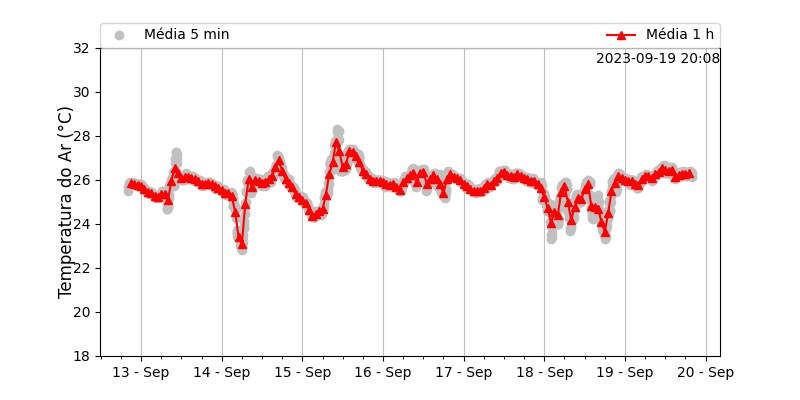 Média 5 min
Média 1 h
2023-09-19 20:08
Temperatura do Ar (°C)
32
30
28
26
24
22
20
18
13 - Sep
14 - Sep
15 - Sep
16 - Sep
17 - Sep
18 - Sep
19 - Sep
20 - Sep